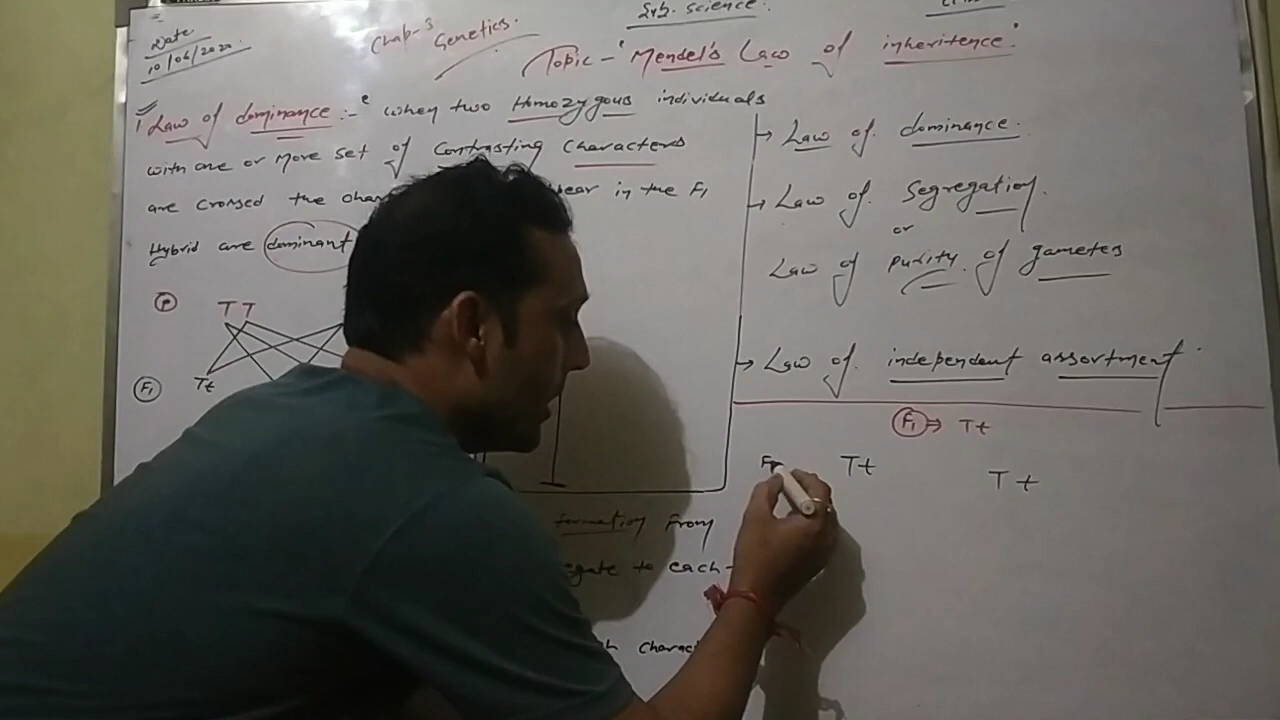 Sub. science.
Date
10/06/2020
Chap-3 Genetics.
Topic - 'Mendel's Law of inheritence'
1 Law of dominance :- when two Homozygous individuals
with one or more set of Contrasting Characters
are crossed the in the F1
Hybrid are dominant
P TT
F1 Tt
→ Law of dominance.
→ Law of Segregation.
or
Law of purity of gametes
→ Law of independent assortment.
F1 ⇒ Tt
Tt Tt
formation From
to each-